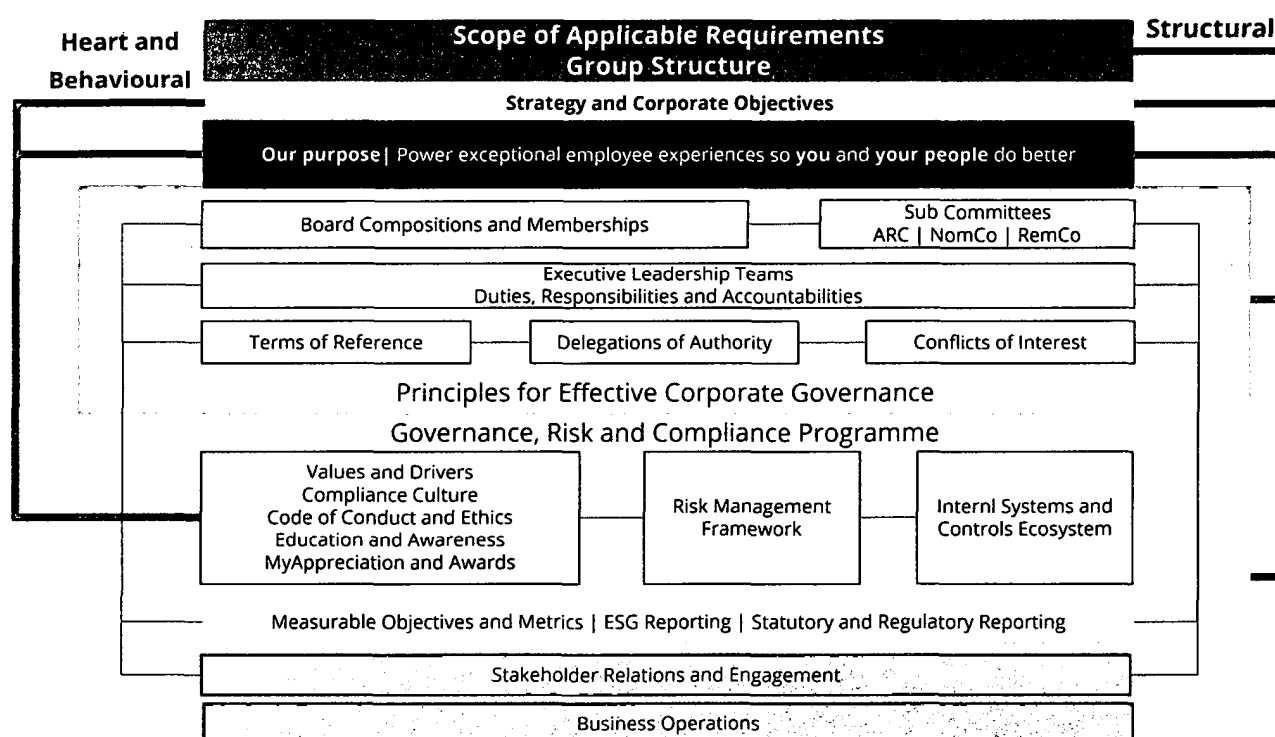 Heart and
Behavioural
Scope of Applicable Requirements
Group Structure
Structural
Strategy and Corporate Objectives
Our purpose| Power exceptional employee experiences so you and your people do better
Board Compositions and Memberships
Sub Committees
ARC | NomCo | RemCo
Executive Leadership Teams
Duties, Responsibilities and Accountabilities
Terms of Reference
Delegations of Authority
Conflicts of Interest
Principles for Effective Corporate Governance
Governance, Risk and Compliance Programme
Values and Drivers
Compliance Culture
Code of Conduct and Ethics
Education and Awareness
MyAppreciation and Awards
Risk Management
Framework
Internl Systems and
Controls Ecosystem
Measurable Objectives and Metrics | ESG Reporting | Statutory and Regulatory Reporting
Stakeholder Relations and Engagement
Business Operations